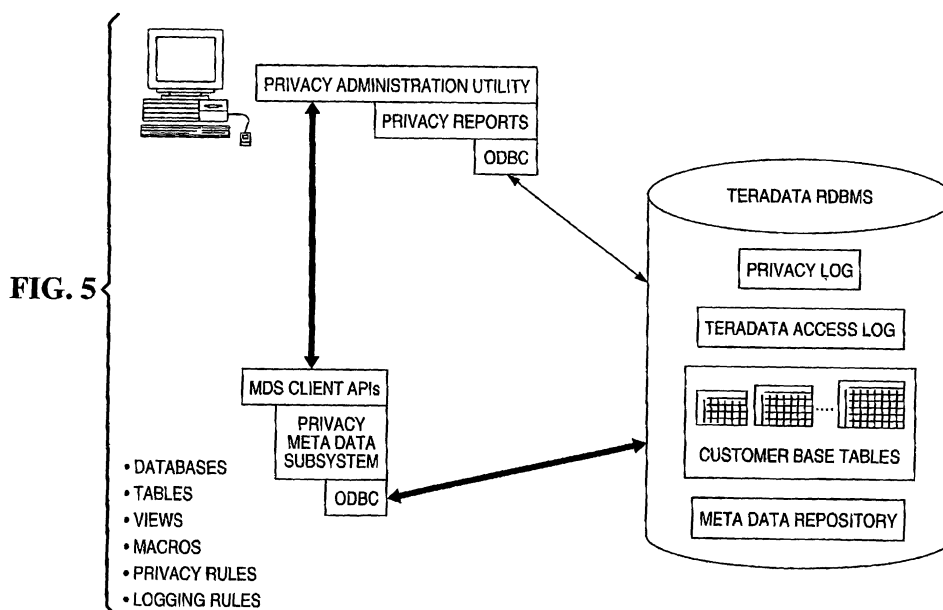 PRIVACY ADMINISTRATION UTILITY
PRIVACY REPORTS
ODBC
TERADATA RDBMS
PRIVACY LOG
TERADATA ACCESS LOG
CUSTOMER BASE TABLES
META DATA REPOSITORY
FIG. 5
MDS CLIENT APIs
PRIVACY
META DATA
SUBSYSTEM
ODBC
• DATABASES
• TABLES
• VIEWS
• MACROS
• PRIVACY RULES
• LOGGING RULES